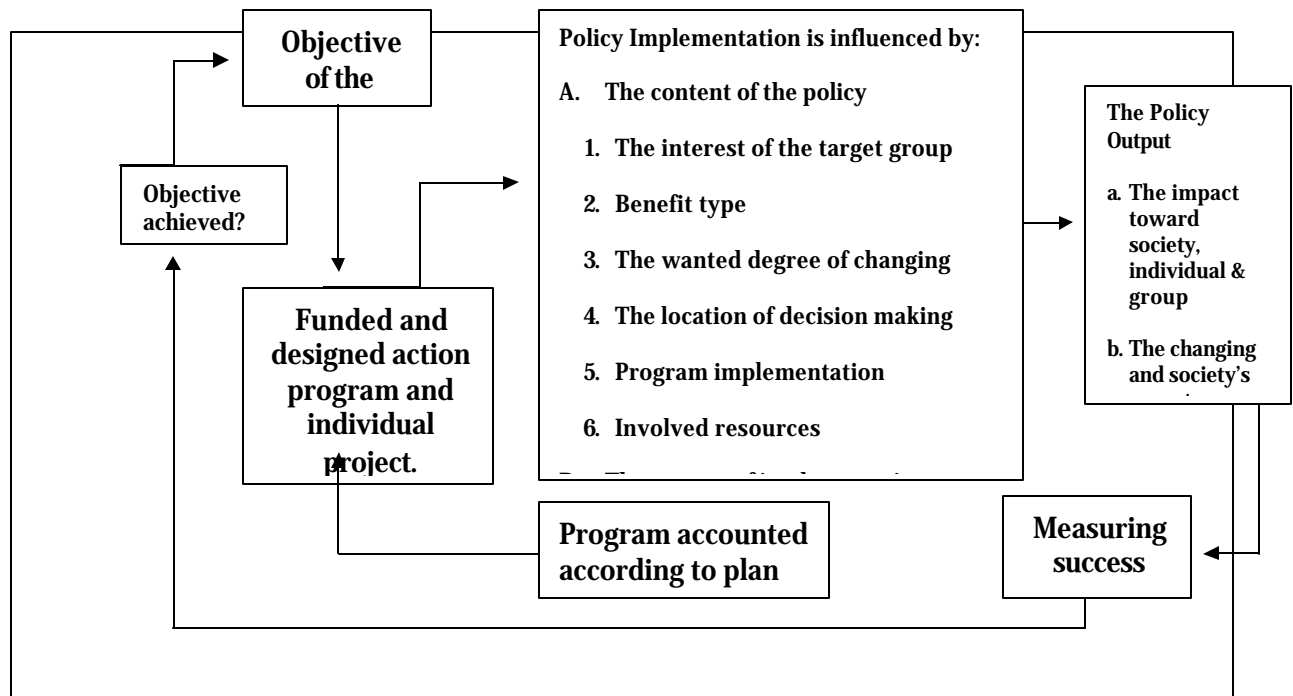 Objective
of the
Policy Implementation is influenced by:
A. The content of the policy
1. The interest of the target group
2. Benefit type
3. The wanted degree of changing
4. The location of decision making
5. Program implementation
6. Involved resources
The Policy
Output
a. The impact
toward
society,
individual &
group
b. The changing
and society's
Objective
achieved?
Funded and
designed action
program and
individual
project.
Program accounted
according to plan
Measuring
success